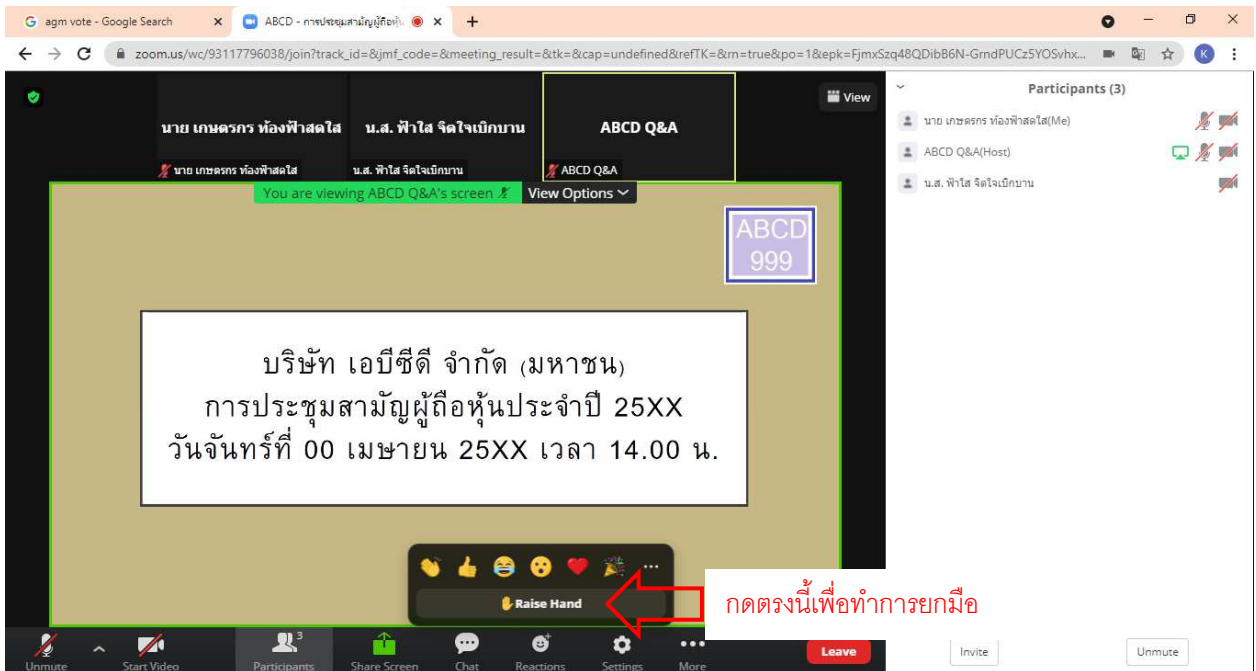 agm vote - Google Search
ABCD - การประชุมสามัญผู้ถือหุ้น
zoom.us/wc/93117796038/join?track_id=&jmf_code=&meeting_result=&tk=&cap=undefined&refTK=&rn=true&po=1&epk=FjmxSzq48QDibB6N-GrndPUCz5YOSvhx...
K
View
นาย เกษตรกร ท้องฟ้าสดใส
น.ส. ฟ้าใส จิตใจเบิกบาน
ABCD Q&A
นาย เกษตรกร ท้องฟ้าสดใส
น.ส. ฟ้าใส จิตใจเบิกบาน
ABCD Q&A
You are viewing ABCD Q&A's screen
View Options
Participants (3)
นาย เกษตรกร ท้องฟ้าสดใส(Me)
ABCD Q&A(Host)
น.ส. ฟ้าใส จิตใจเบิกบาน
ABCD
999
บริษัท เอบีซีดี จำกัด (มหาชน)
การประชุมสามัญผู้ถือหุ้นประจำปี 25XX
วันจันทร์ที่ 00 เมษายน 25XX เวลา 14.00 น.
Raise Hand
กดตรงนี้เพื่อทำการยกมือ
Unmute
Start Video
3
Participants
Share Screen
Chat
Reactions
Settings
More
Leave
Invite
Unmute